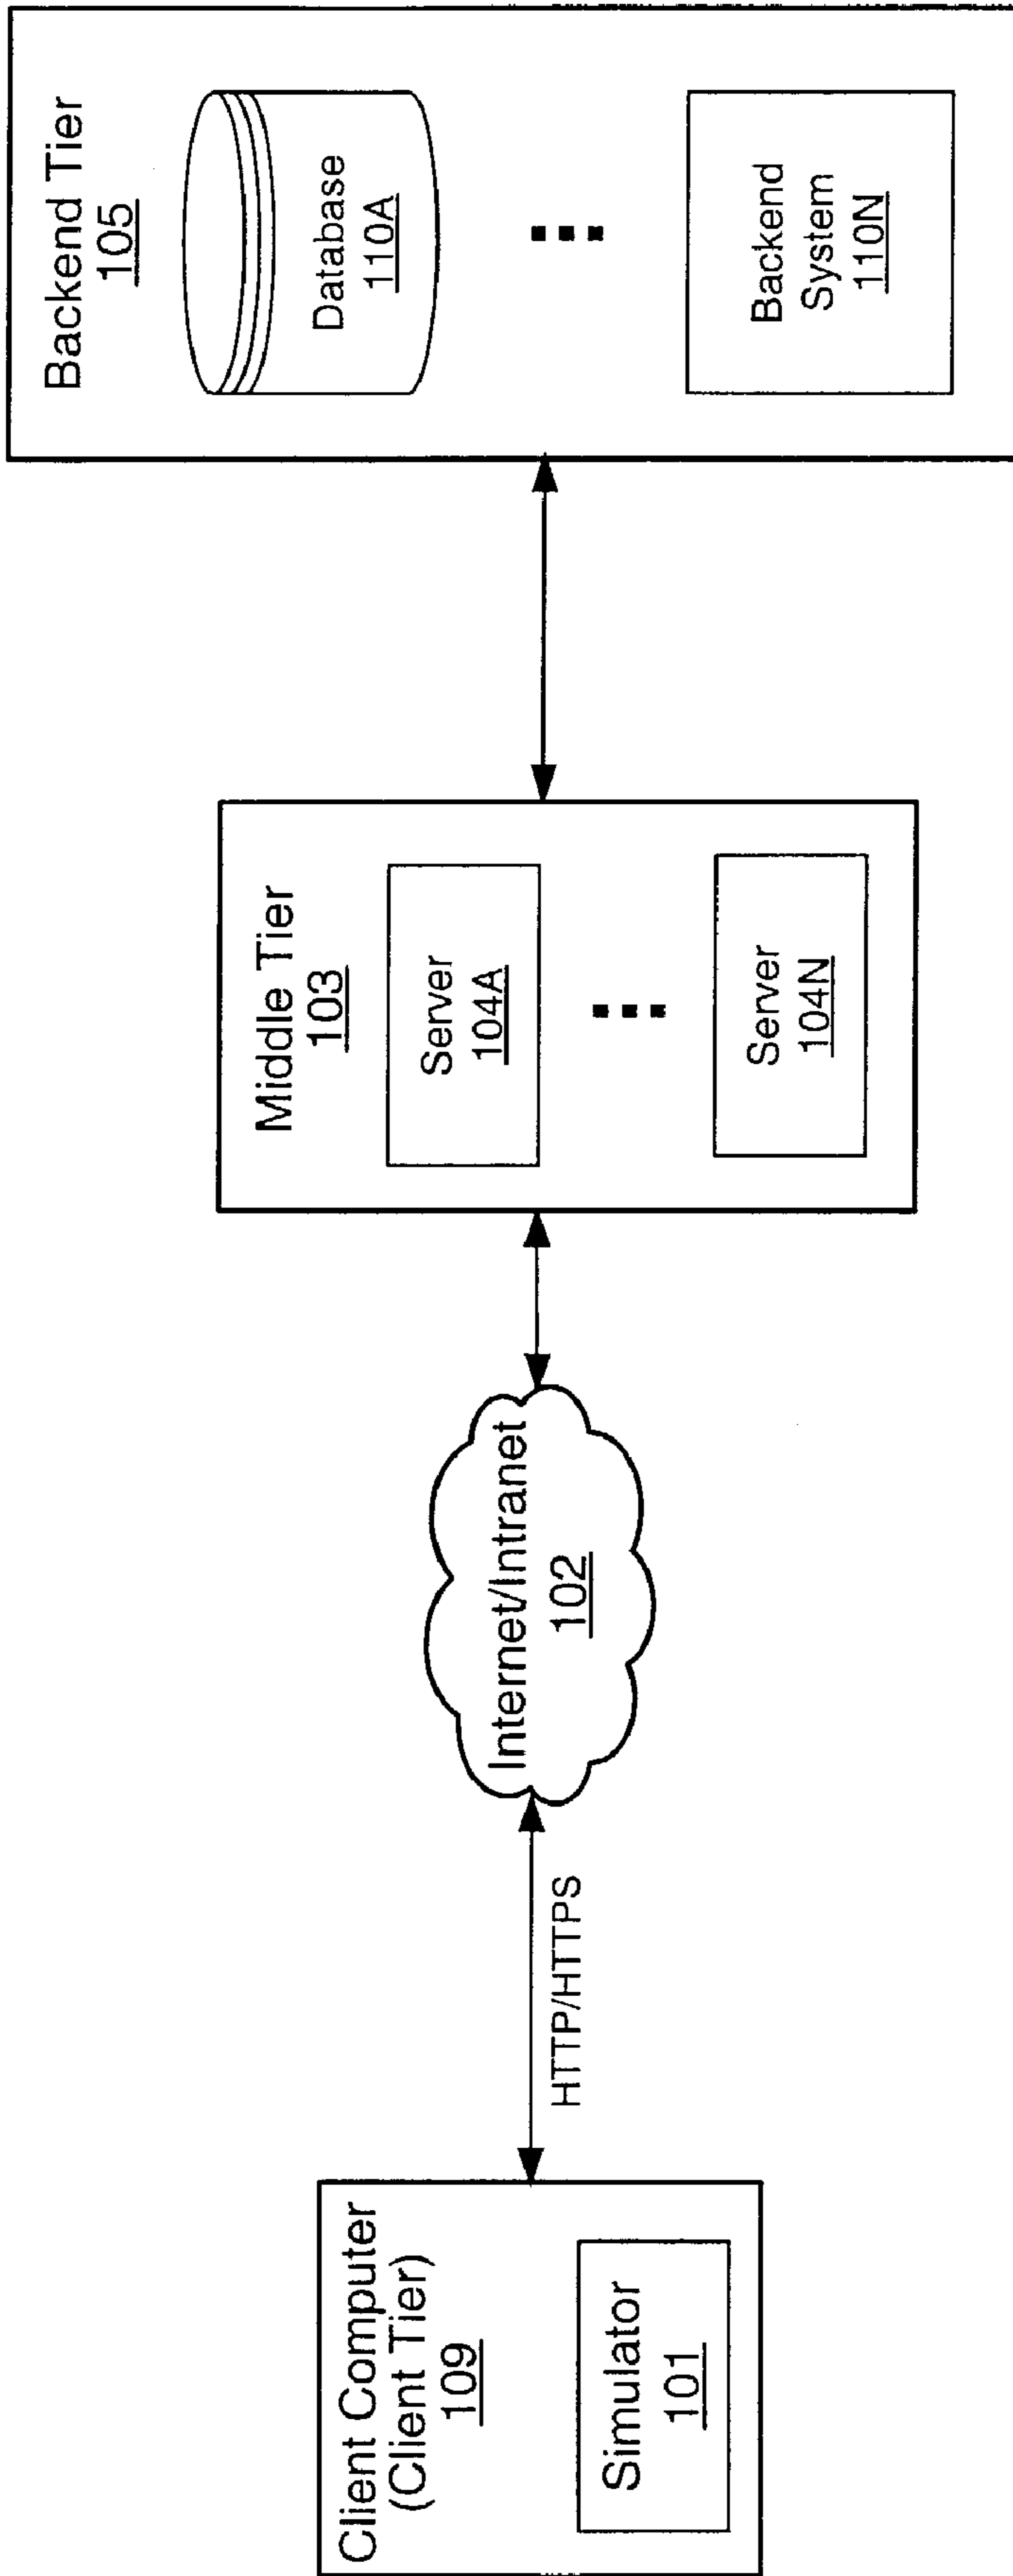 Client Computer
(Client Tier)
109
Simulator
101
HTTP/HTTPS
Internet/Intranet
102
Middle Tier
103
Server
104A
Server
104N
Backend Tier
105
Database
110A
Backend
System
110N